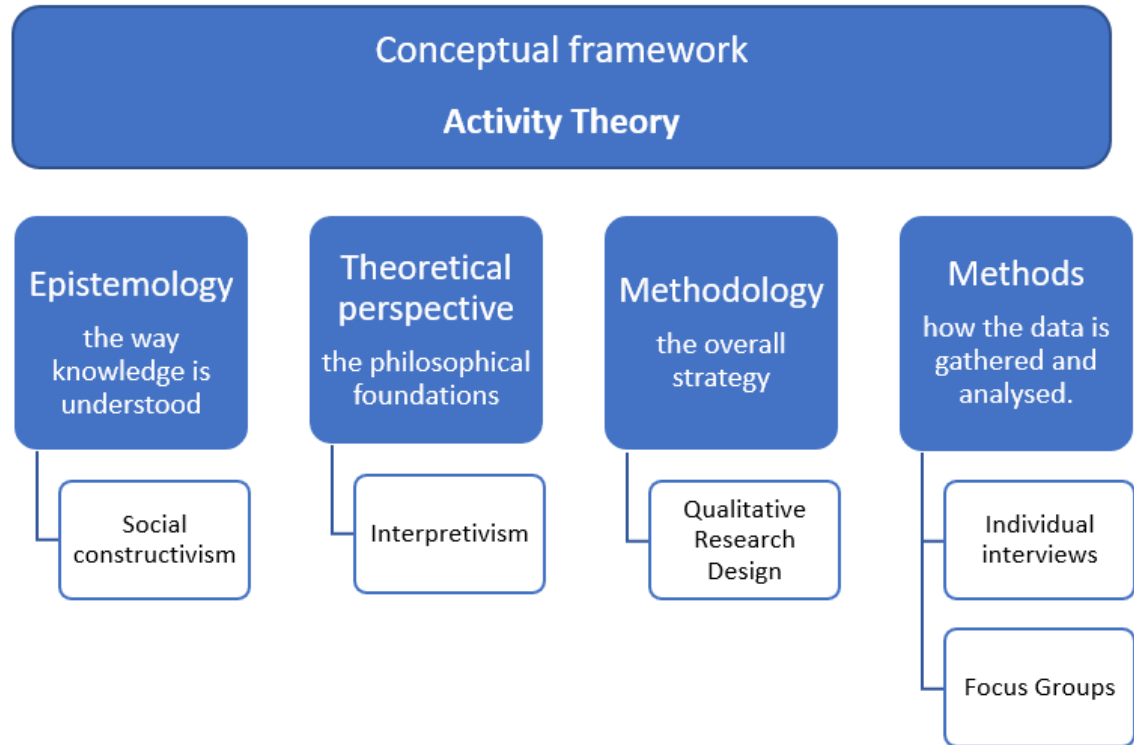 Conceptual framework
Activity Theory
Epistemology
the way
knowledge is
understood
Social
constructivism
Theoretical
perspective
the philosophical
foundations
Interpretivism
Methodology
the overall
strategy
Qualitative
Research
Design
Methods
how the data is
gathered and
analysed.
Individual
interviews
Focus Groups